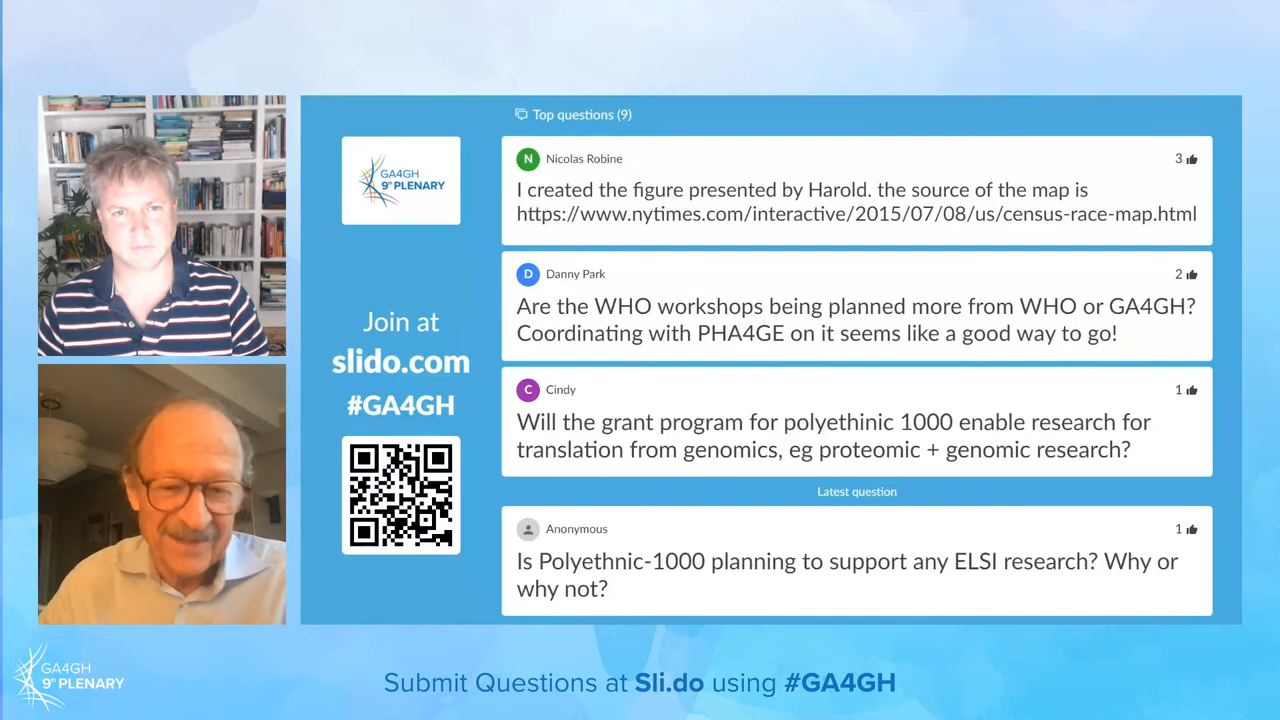 GA4GH
9th PLENARY
Join at
slido.com
#GA4GH
Top questions (9)
N Nicolas Robine 3
I created the figure presented by Harold. the source of the map is
https://www.nytimes.com/interactive/2015/07/08/us/census-race-map.html
D Danny Park 2
Are the WHO workshops being planned more from WHO or GA4GH?
Coordinating with PHA4GE on it seems like a good way to go!
C Cindy 1
Will the grant program for polyethinic 1000 enable research for
translation from genomics, eg proteomic + genomic research?
Latest question
Anonymous 1
Is Polyethnic-1000 planning to support any ELSI research? Why or
why not?
GA4GH
9th PLENARY
Submit Questions at Sli.do using #GA4GH